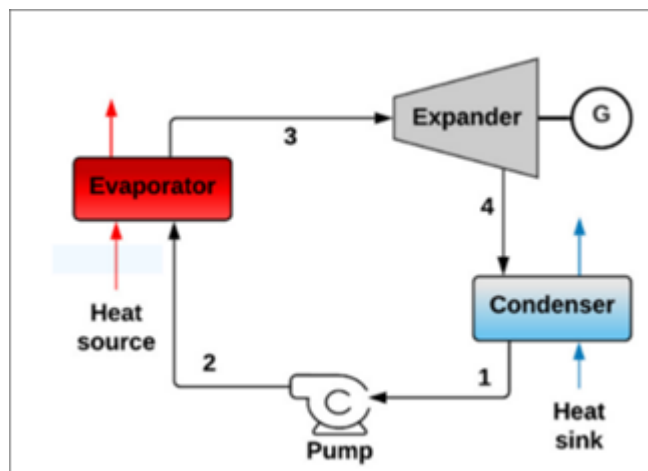 Expander
G
3
Evaporator
4
Heat
source
Condenser
2
1
Pump
Heat
sink